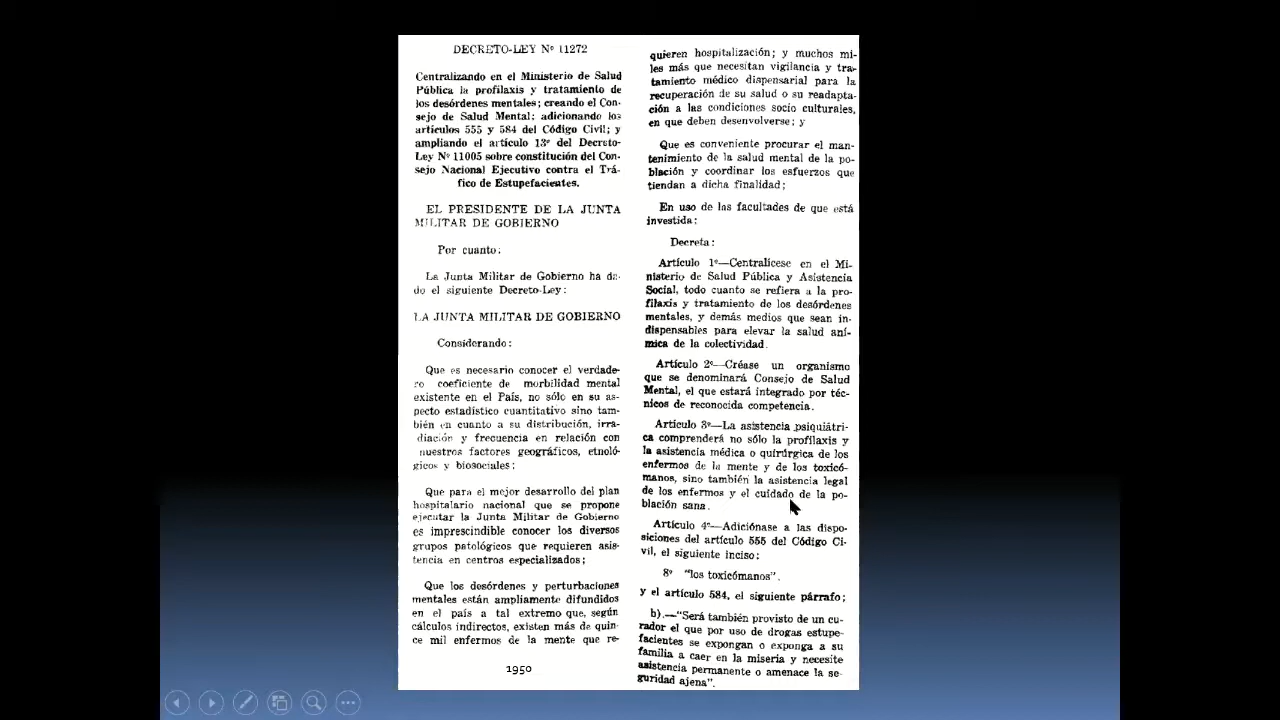 DECRETO-LEY Nº 11272
Centralizando en el Ministerio de Salud
Pública la profilaxis y tratamiento de
los desórdenes mentales; creando el Con-
sejo de Salud Mental; adicionando los
artículos 555 y 584 del Código Civil; y
ampliando el artículo 13º del Decreto-
Ley Nº 11005 sobre constitución del Con-
sejo Nacional Ejecutivo contra el Trá-
fico de Estupefacientes.
EL PRESIDENTE DE LA JUNTA
MILITAR DE GOBIERNO
Por cuanto:
La Junta Militar de Gobierno ha da-
do el siguiente Decreto-Ley:
LA JUNTA MILITAR DE GOBIERNO
Considerando:
Que es necesario conocer el verdade-
ro coeficiente de morbilidad mental
existente en el País, no sólo en su as-
pecto estadístico cuantitativo sino tam-
bién en cuanto a su distribución, irra-
diación y frecuencia en relación con
nuestros factores geográficos, etnoló-
gicos y biosociales;
Que para el mejor desarrollo del plan
hospitalario nacional que se propone
ejecutar la Junta Militar de Gobierno
es imprescindible conocer los diversos
grupos patológicos que requieren asis-
tencia en centros especializados;
Que los desórdenes y perturbaciones
mentales están ampliamente difundidos
en el país a tal extremo que, según
cálculos indirectos, existen más de quin-
ce mil enfermos de la mente que re-
1950
quieren hospitalización; y muchos mi-
les más que necesitan vigilancia y tra-
tamiento médico dispensarial para la
recuperación de su salud o su readapta-
ción a las condiciones socio culturales,
en que deben desenvolverse; y
Que es conveniente procurar el man-
tenimiento de la salud mental de la po-
blación y coordinar los esfuerzos que
tiendan a dicha finalidad;
En uso de las facultades de que está
investida;
Decreta:
Artículo 1º—Centralícese en el Mi-
nisterio de Salud Pública y Asistencia
Social, todo cuanto se refiera a la pro-
filaxis y tratamiento de los desórdenes
mentales, y demás medios que sean in-
dispensables para elevar la salud aní-
mica de la colectividad.
Artículo 2º—Créase un organismo
que se denominará Consejo de Salud
Mental, el que estará integrado por téc-
nicos de reconocida competencia.
Artículo 3º—La asistencia psiquiátri-
ca comprenderá no sólo la profilaxis y
la asistencia médica o quirúrgica de los
enfermos de la mente y de los toxicó-
manos, sino también la asistencia legal
de los enfermos y el cuidado de la po-
blación sana.
Artículo 4º—Adiciónase a las dispo-
siciones del artículo 555 del Código Ci-
vil, el siguiente inciso:
8º "los toxicómanos".
y el artículo 584, el siguiente párrafo;
b).—"Será también provisto de un cu-
rador el que por uso de drogas estupe-
facientes se expongan o exponga a su
familia a caer en la miseria y necesite
asistencia permanente o amenace la se-
guridad ajena".